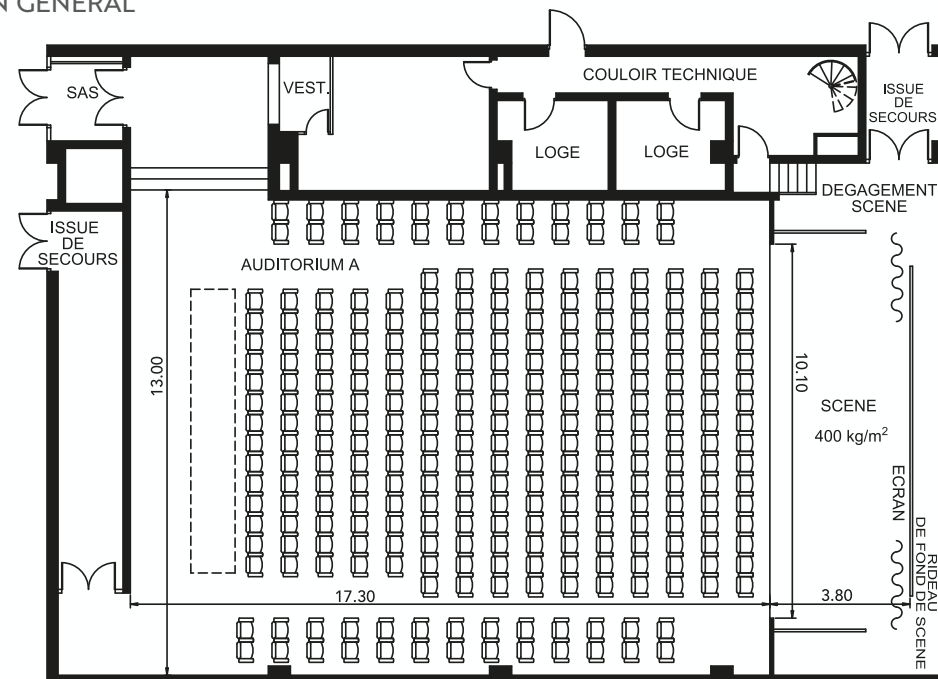 N GENERAL
SAS
VEST.
COULOIR TECHNIQUE
ISSUE
DE
SECOURS
LOGE
LOGE
DEGAGEMENT
SCENE
ISSUE
DE
SECOURS
AUDITORIUM A
13.00
10.10
SCENE
400 kg/m²
ECRAN
RIDEAU
DE FOND DE SCENE
17.30
3.80